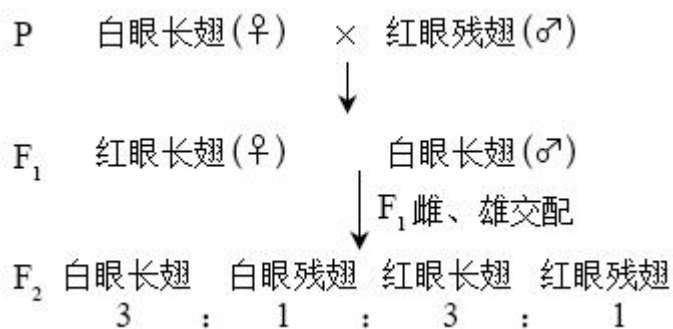 P 白眼长翅(♀) × 红眼残翅(♂)
F₁ 红眼长翅(♀) 白眼长翅(♂)
F₁雌、雄交配
F₂ 白眼长翅 白眼残翅 红眼长翅 红眼残翅
3 : 1 : 3 : 1